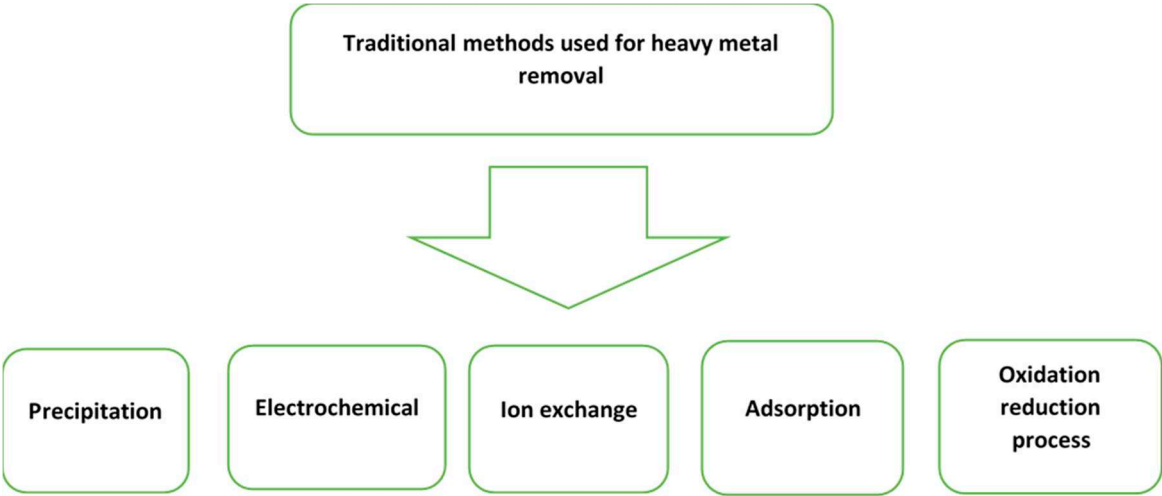 Traditional methods used for heavy metal
removal
Precipitation
Electrochemical
Ion exchange
Adsorption
Oxidation
reduction
process